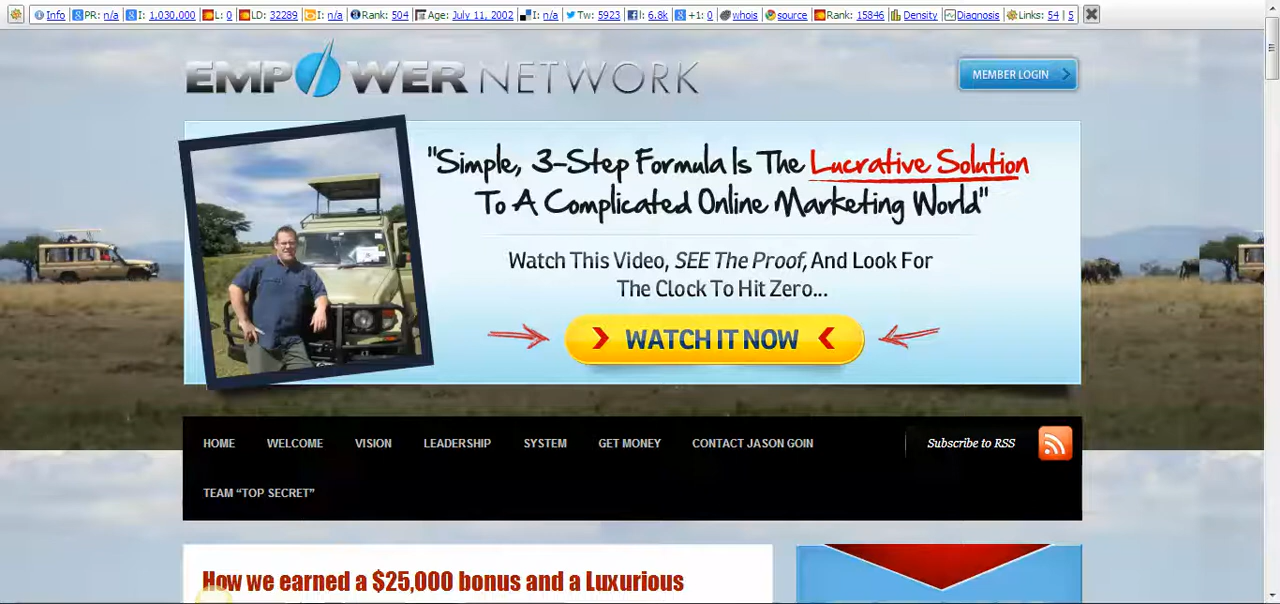 Info PR: n/a I: 1,030,000 L: 0 LD: 32289 I: n/a Rank: 504 Age: July 11, 2002 I: n/a Tw: 5923 I: 6.8k +1: 0 whois source Rank: 15846 Density Diagnosis Links: 54 | 5
EMPOWER NETWORK
MEMBER LOGIN
"Simple, 3-Step Formula Is The Lucrative Solution
To A Complicated Online Marketing World"
Watch This Video, SEE The Proof, And Look For
The Clock To Hit Zero...
WATCH IT NOW
HOME WELCOME VISION LEADERSHIP SYSTEM GET MONEY CONTACT JASON GOIN Subscribe to RSS
TEAM “TOP SECRET”
How we earned a $25,000 bonus and a Luxurious